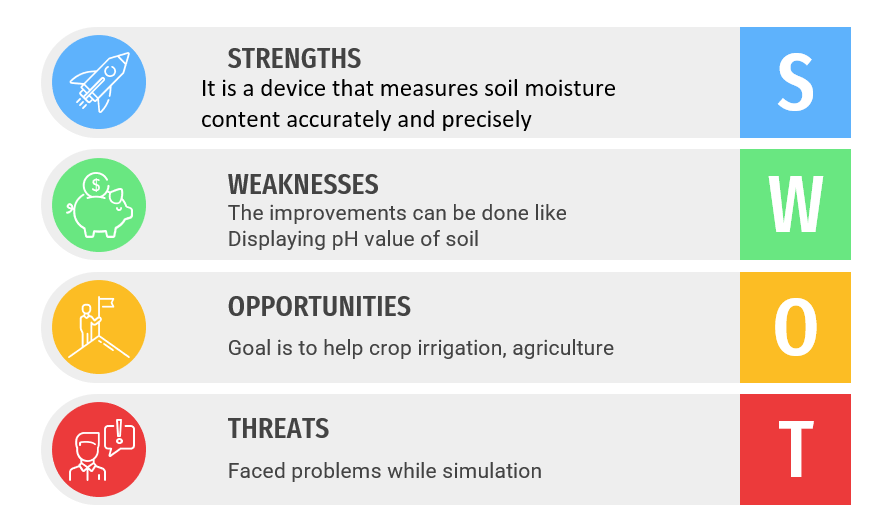 STRENGTHS
It is a device that measures soil moisture
content accurately and precisely
S
$
WEAKNESSES
The improvements can be done like
Displaying pH value of soil
W
OPPORTUNITIES
Goal is to help crop irrigation, agriculture
O
THREATS
Faced problems while simulation
!
T